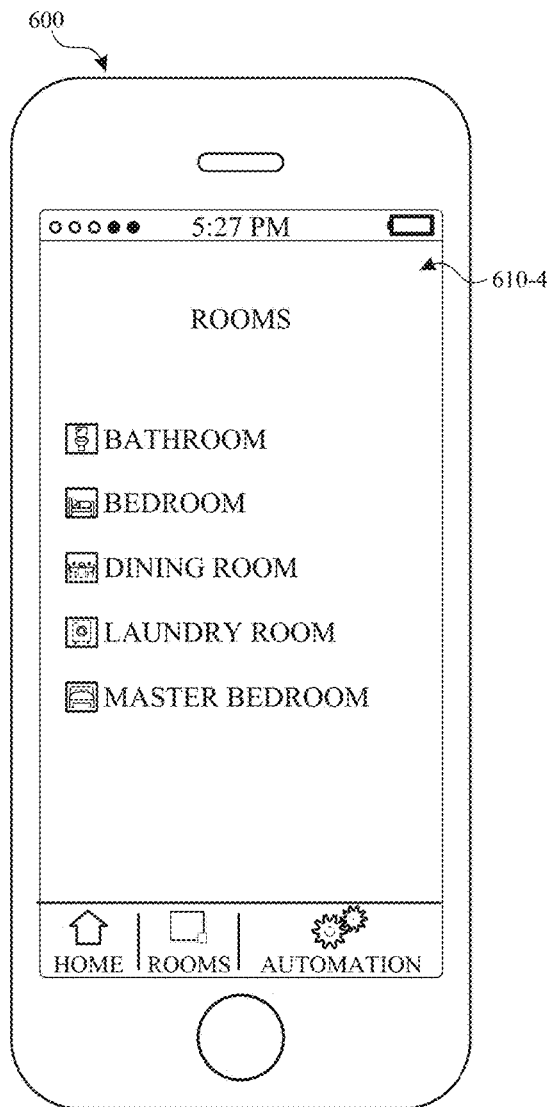 600
5:27 PM
610-4
ROOMS
BATHROOM
BEDROOM
DINING ROOM
LAUNDRY ROOM
MASTER BEDROOM
HOME ROOMS AUTOMATION